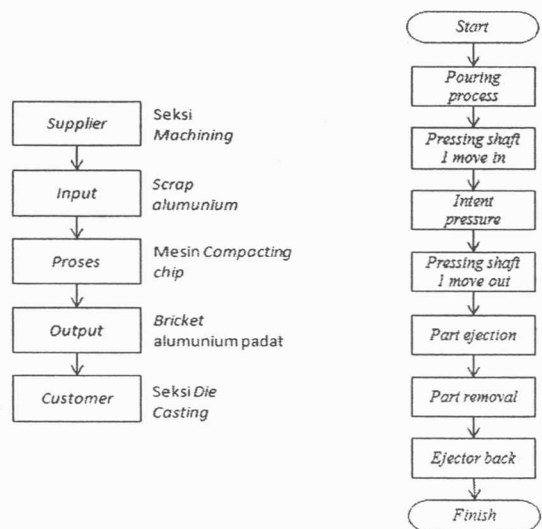 Supplier
Seksi
Machining
Input
Scrap
alumunium
Proses
Mesin Compacting
chip
Output
Bricket
alumunium padat
Customer
Seksi Die
Casting
Start
Pouring
process
Pressing shaft
1 move in
Intent
pressure
Pressing shaft
1 move out
Part ejection
Part removal
Ejector back
Finish